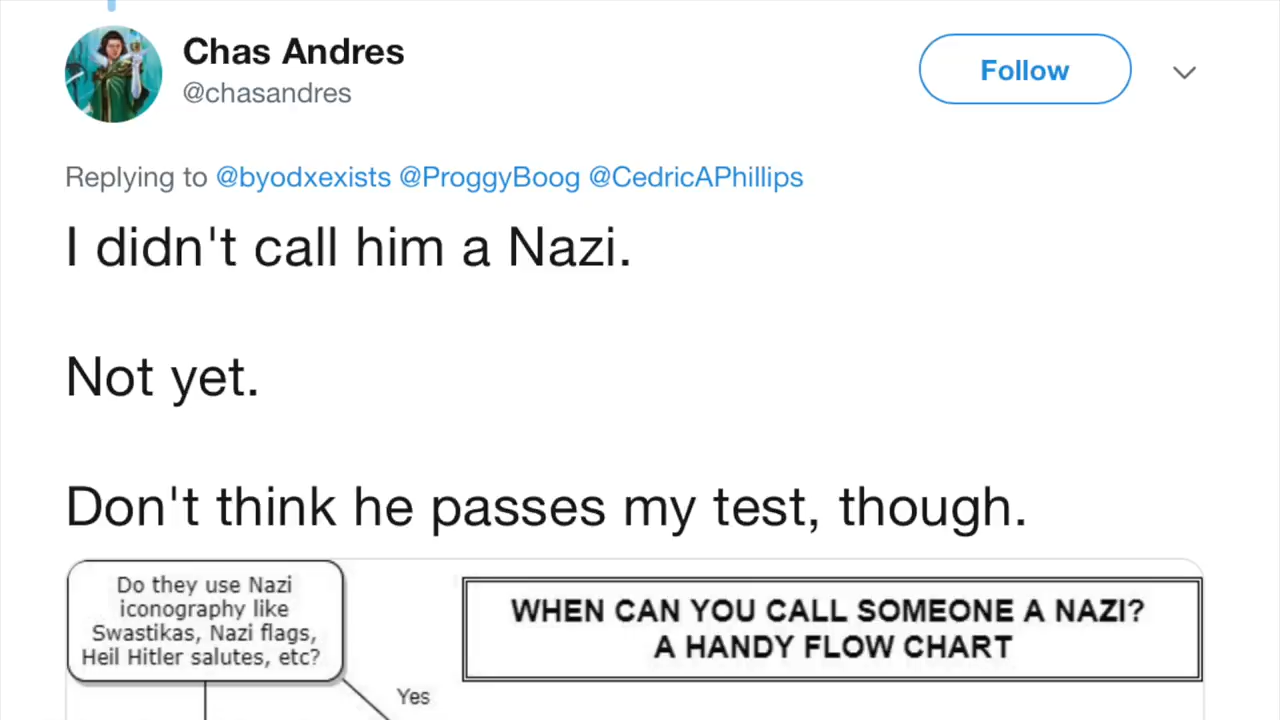 Chas Andres
@chasandres
Follow
Replying to @byodxexists @ProggyBoog @CedricAPhillips
I didn't call him a Nazi.
Not yet.
Don't think he passes my test, though.
Do they use Nazi
iconography like
Swastikas, Nazi flags,
Heil Hitler salutes, etc?
WHEN CAN YOU CALL SOMEONE A NAZI?
A HANDY FLOW CHART
Yes